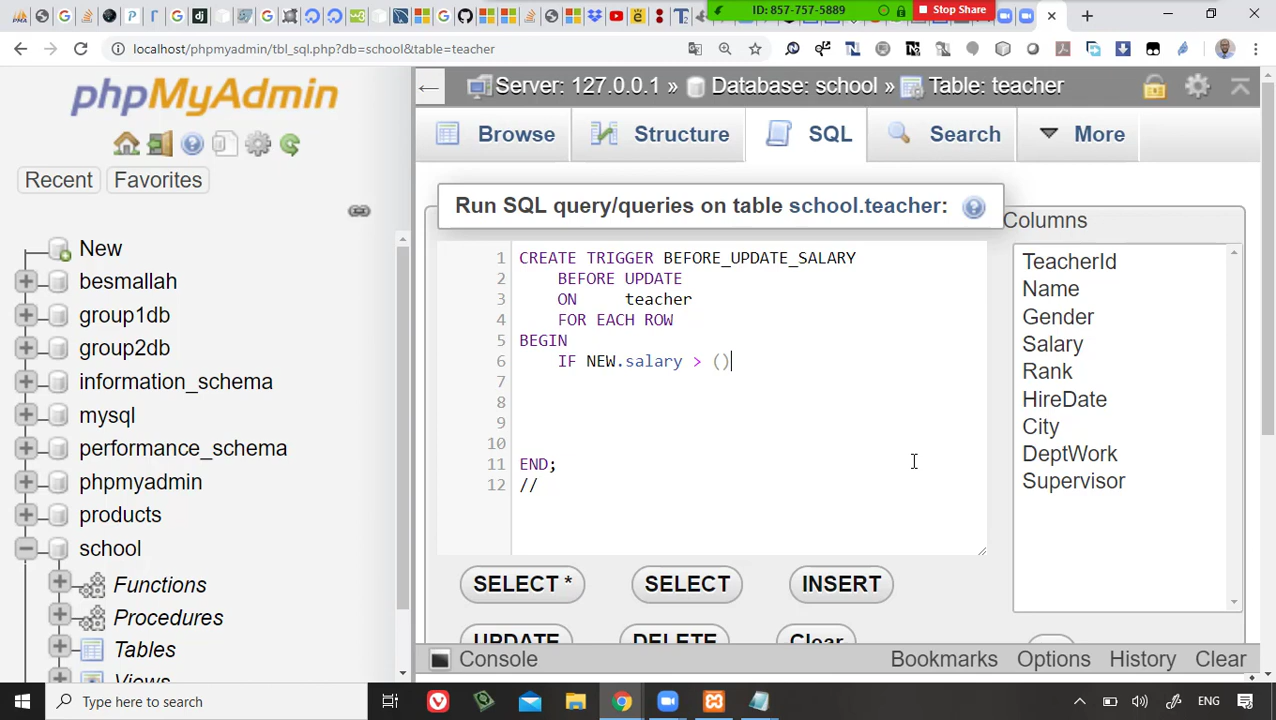 ID: 857-757-5889
Stop Share
localhost/phpmyadmin/tbl_sql.php?db=school&table=teacher
phpMyAdmin
Recent
Favorites
New
besmallah
group1db
group2db
information_schema
mysql
performance_schema
phpmyadmin
products
school
Functions
Procedures
Tables
Views
Server: 127.0.0.1 » Database: school » Table: teacher
Browse
Structure
SQL
Search
More
Run SQL query/queries on table school.teacher:
1 CREATE TRIGGER BEFORE_UPDATE_SALARY
2 BEFORE UPDATE
3 ON teacher
4 FOR EACH ROW
5 BEGIN
6 IF NEW.salary > ()
7
8
9
10
11 END;
12 //
Columns
TeacherId
Name
Gender
Salary
Rank
HireDate
City
DeptWork
Supervisor
SELECT *
SELECT
INSERT
UPDATE
DELETE
Clear
Console
Bookmarks
Options
History
Clear
Type here to search
ENG